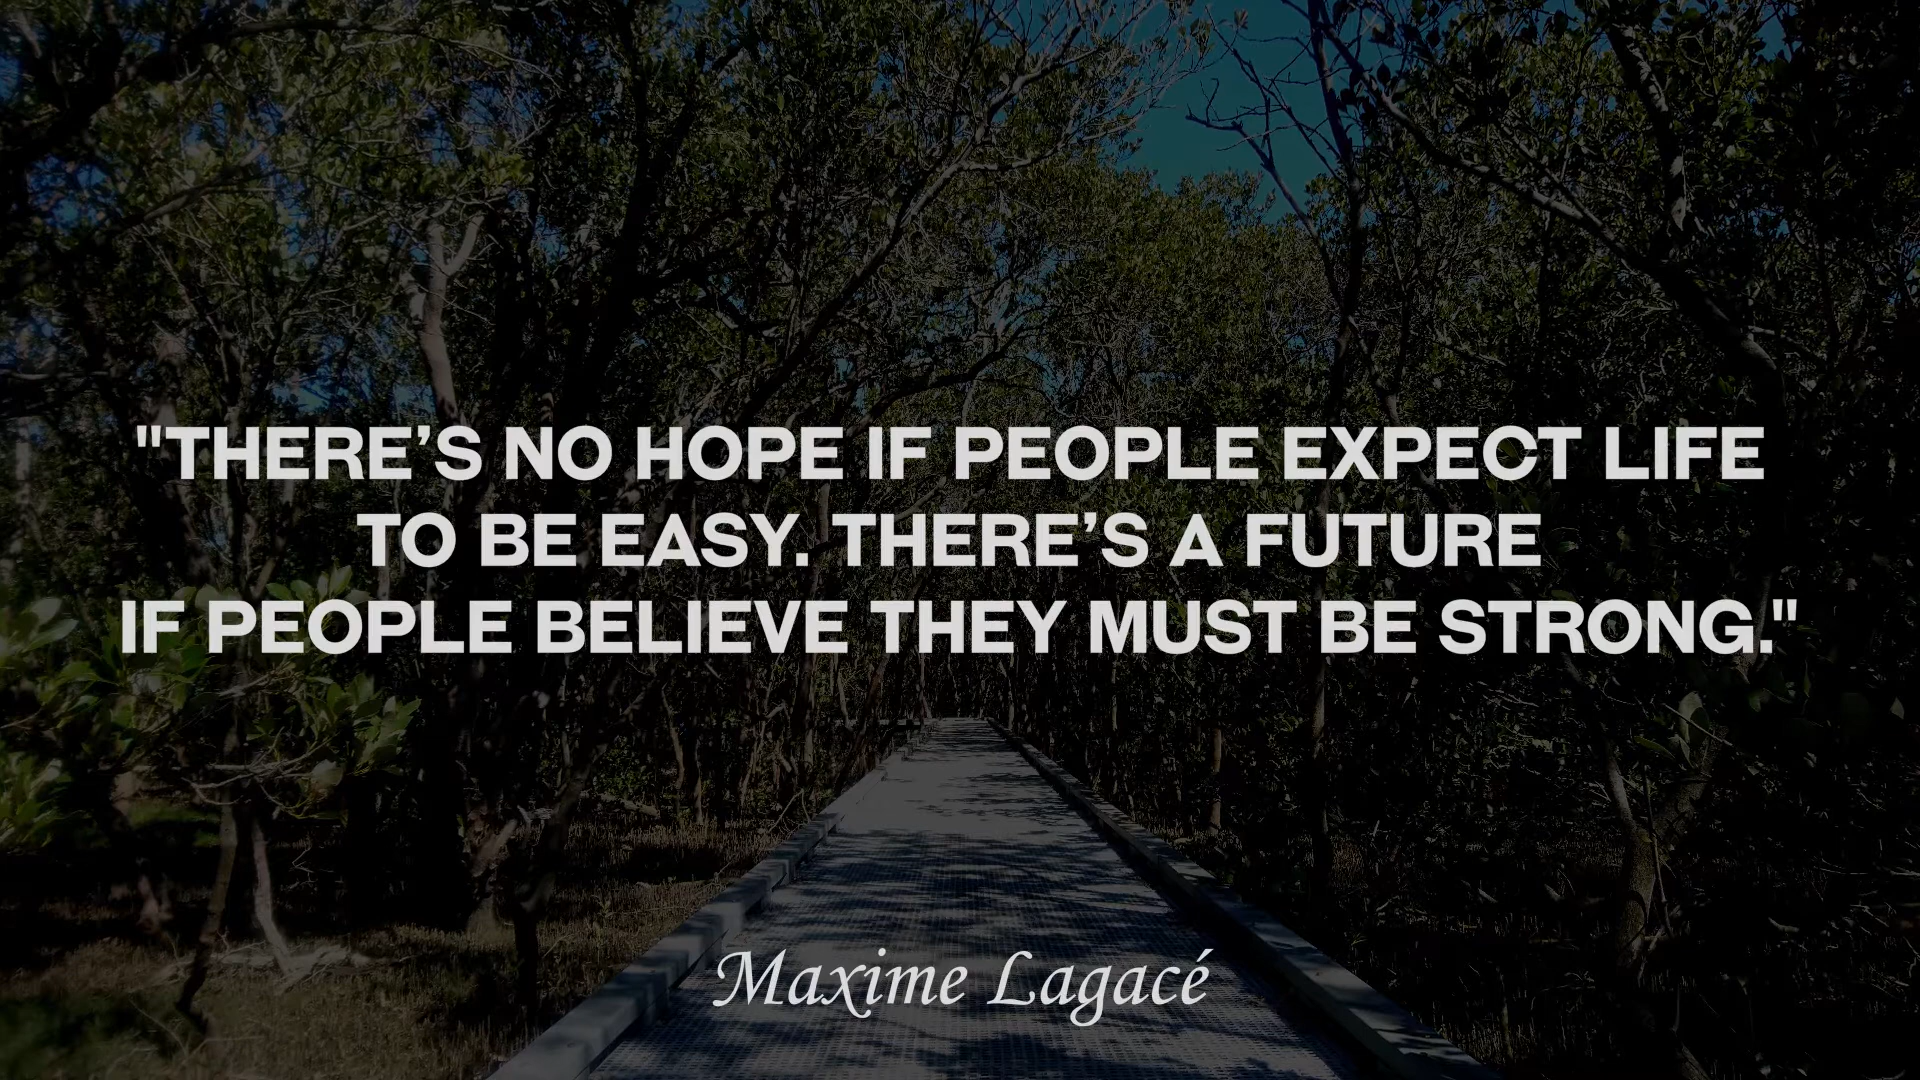 "THERE’S NO HOPE IF PEOPLE EXPECT LIFE
TO BE EASY. THERE’S A FUTURE
IF PEOPLE BELIEVE THEY MUST BE STRONG."
Maxime Lagacé